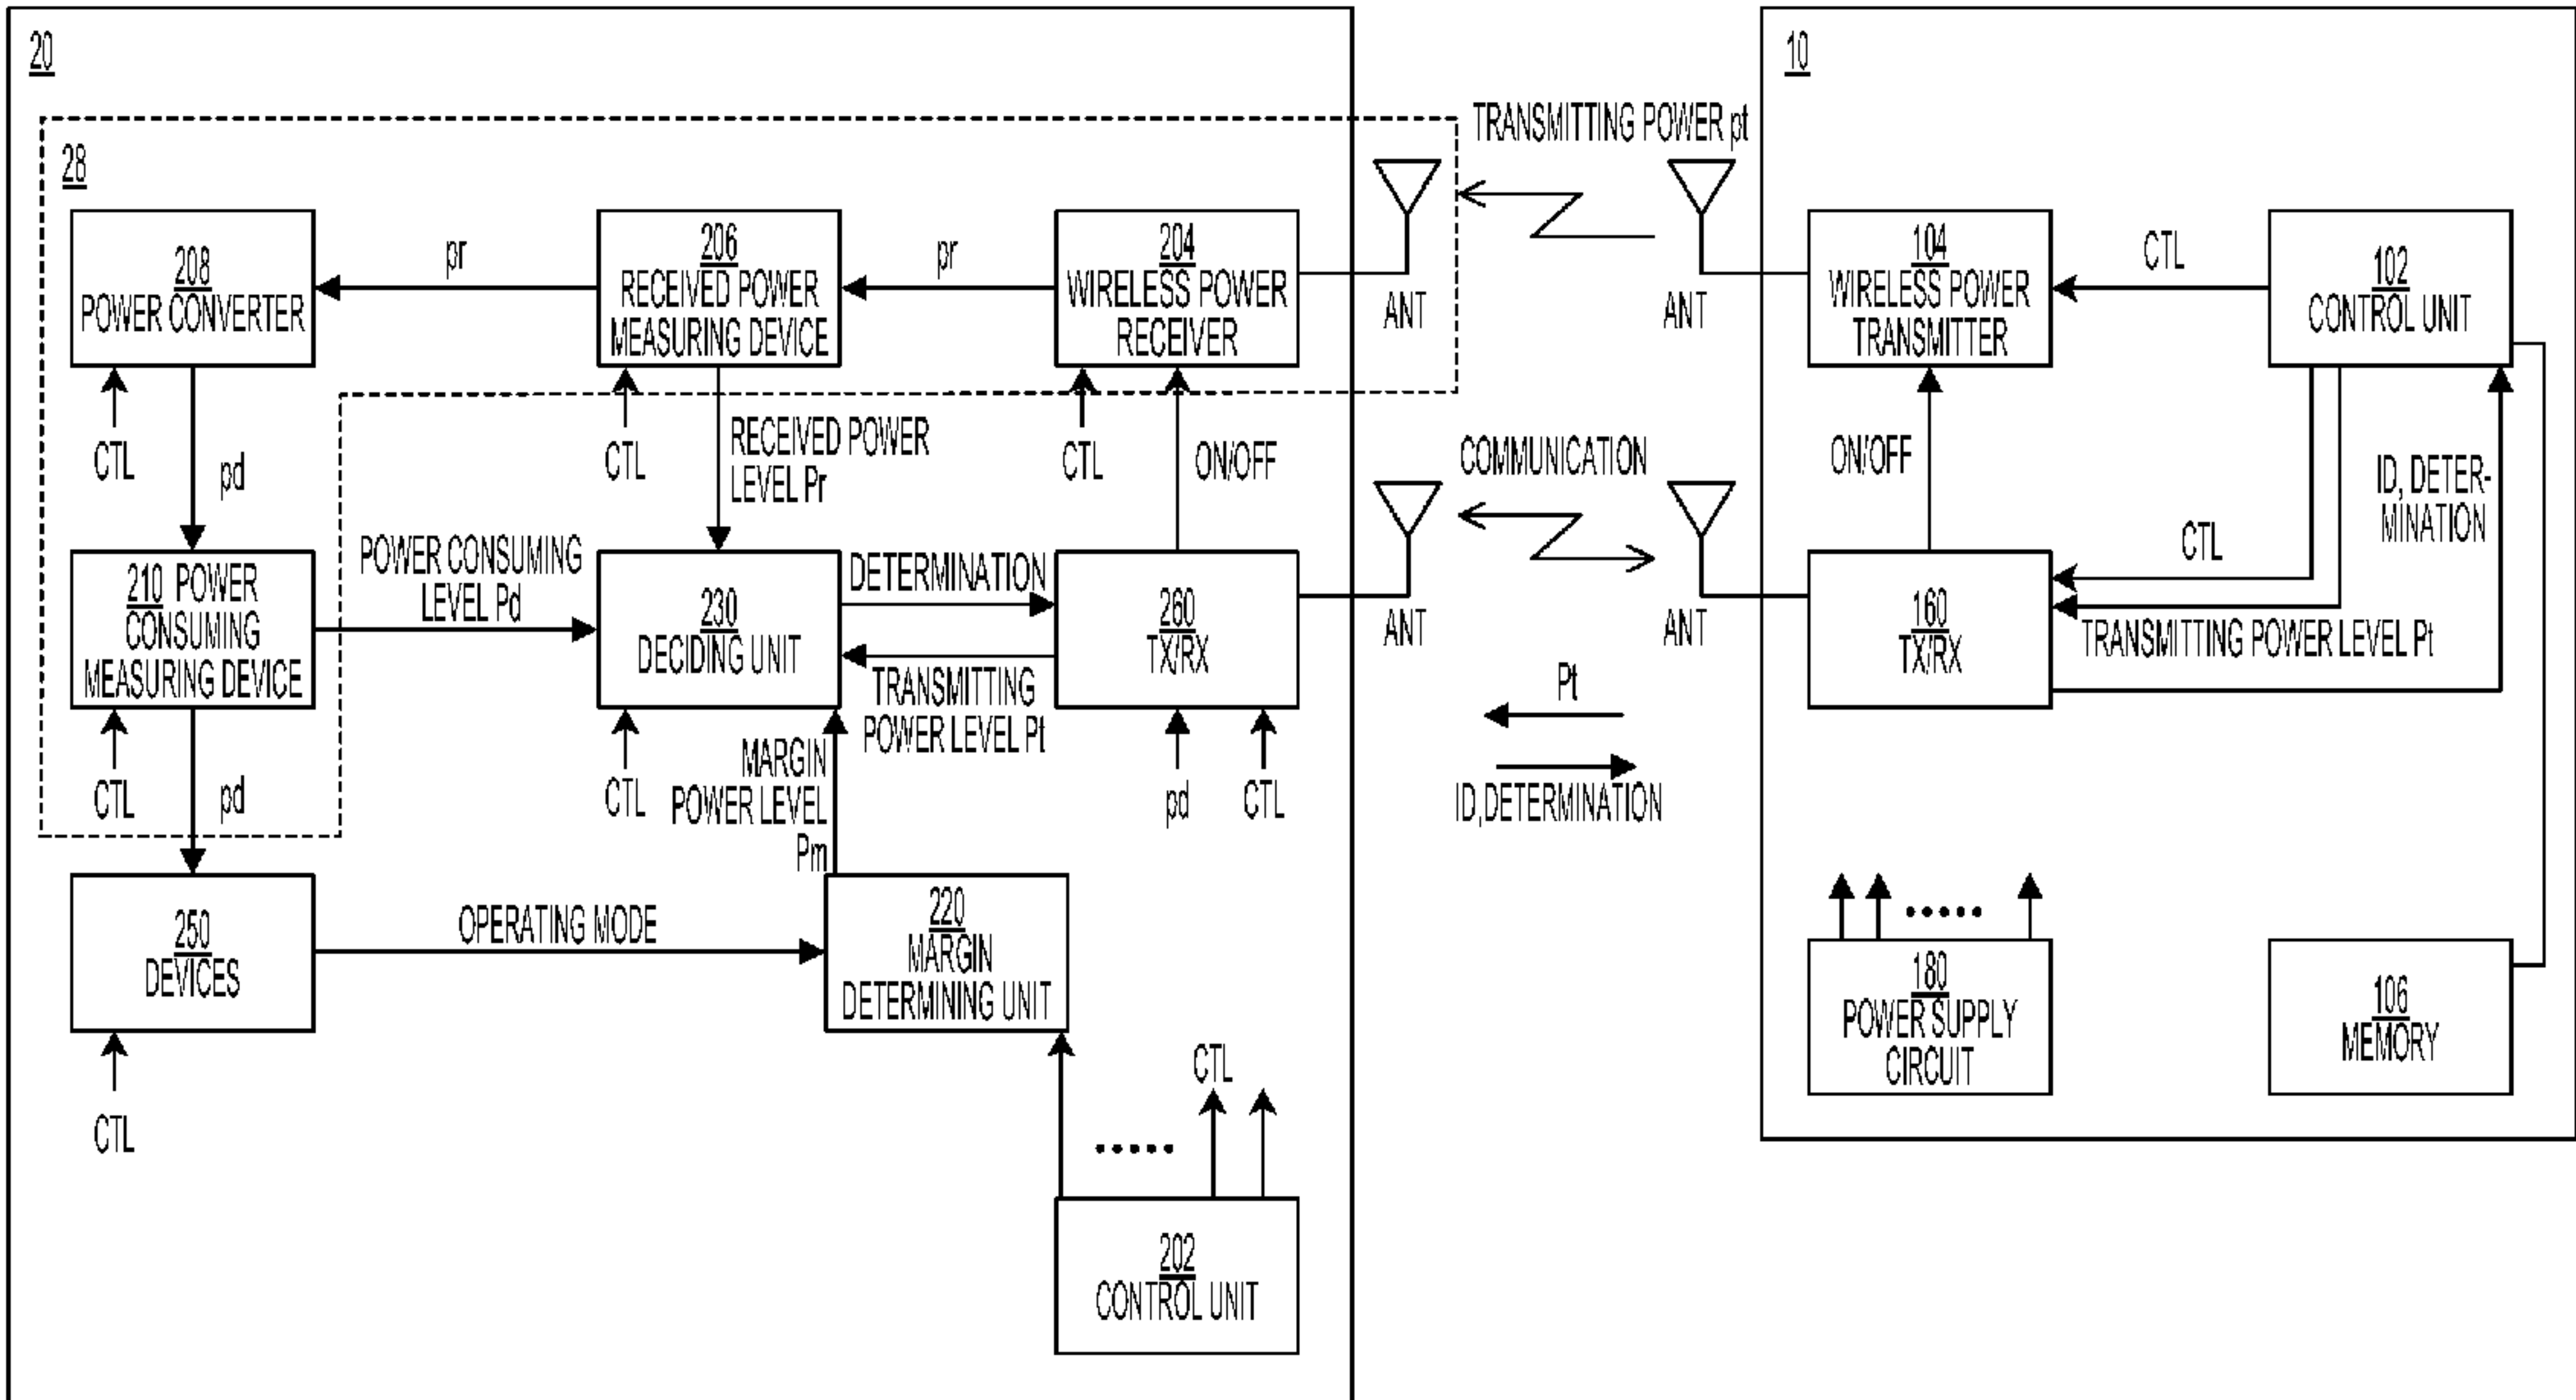 20
28
208
POWER CONVERTER
pr
206
RECEIVED POWER
MEASURING DEVICE
pr
204
WIRELESS POWER
RECEIVER
ANT
TRANSMITTING POWER pt
CTL
pd
CTL
RECEIVED POWER
LEVEL Pr
CTL
ON/OFF
210 POWER
CONSUMING
MEASURING DEVICE
POWER CONSUMING
LEVEL Pd
230
DECIDING UNIT
DETERMINATION
TRANSMITTING
POWER LEVEL Pt
260
TX/RX
ANT
COMMUNICATION
CTL
pd
CTL
MARGIN
POWER LEVEL
Pm
pd
CTL
250
DEVICES
OPERATING MODE
220
MARGIN
DETERMINING UNIT
CTL
CTL
202
CONTROL UNIT
Pt
ID,DETERMINATION
10
ANT
104
WIRELESS POWER
TRANSMITTER
CTL
102
CONTROL UNIT
ON/OFF
ID, DETER-
MINATION
CTL
ANT
160
TX/RX
TRANSMITTING POWER LEVEL Pt
180
POWER SUPPLY
CIRCUIT
106
MEMORY